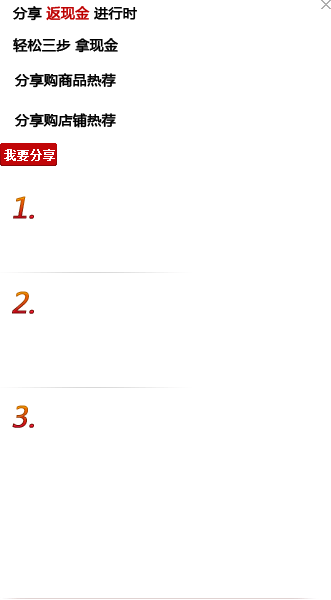 分享 返现金 进行时
轻松三步 拿现金
分享购商品热荐
分享购店铺热荐
我要分享
1.
2.
3.